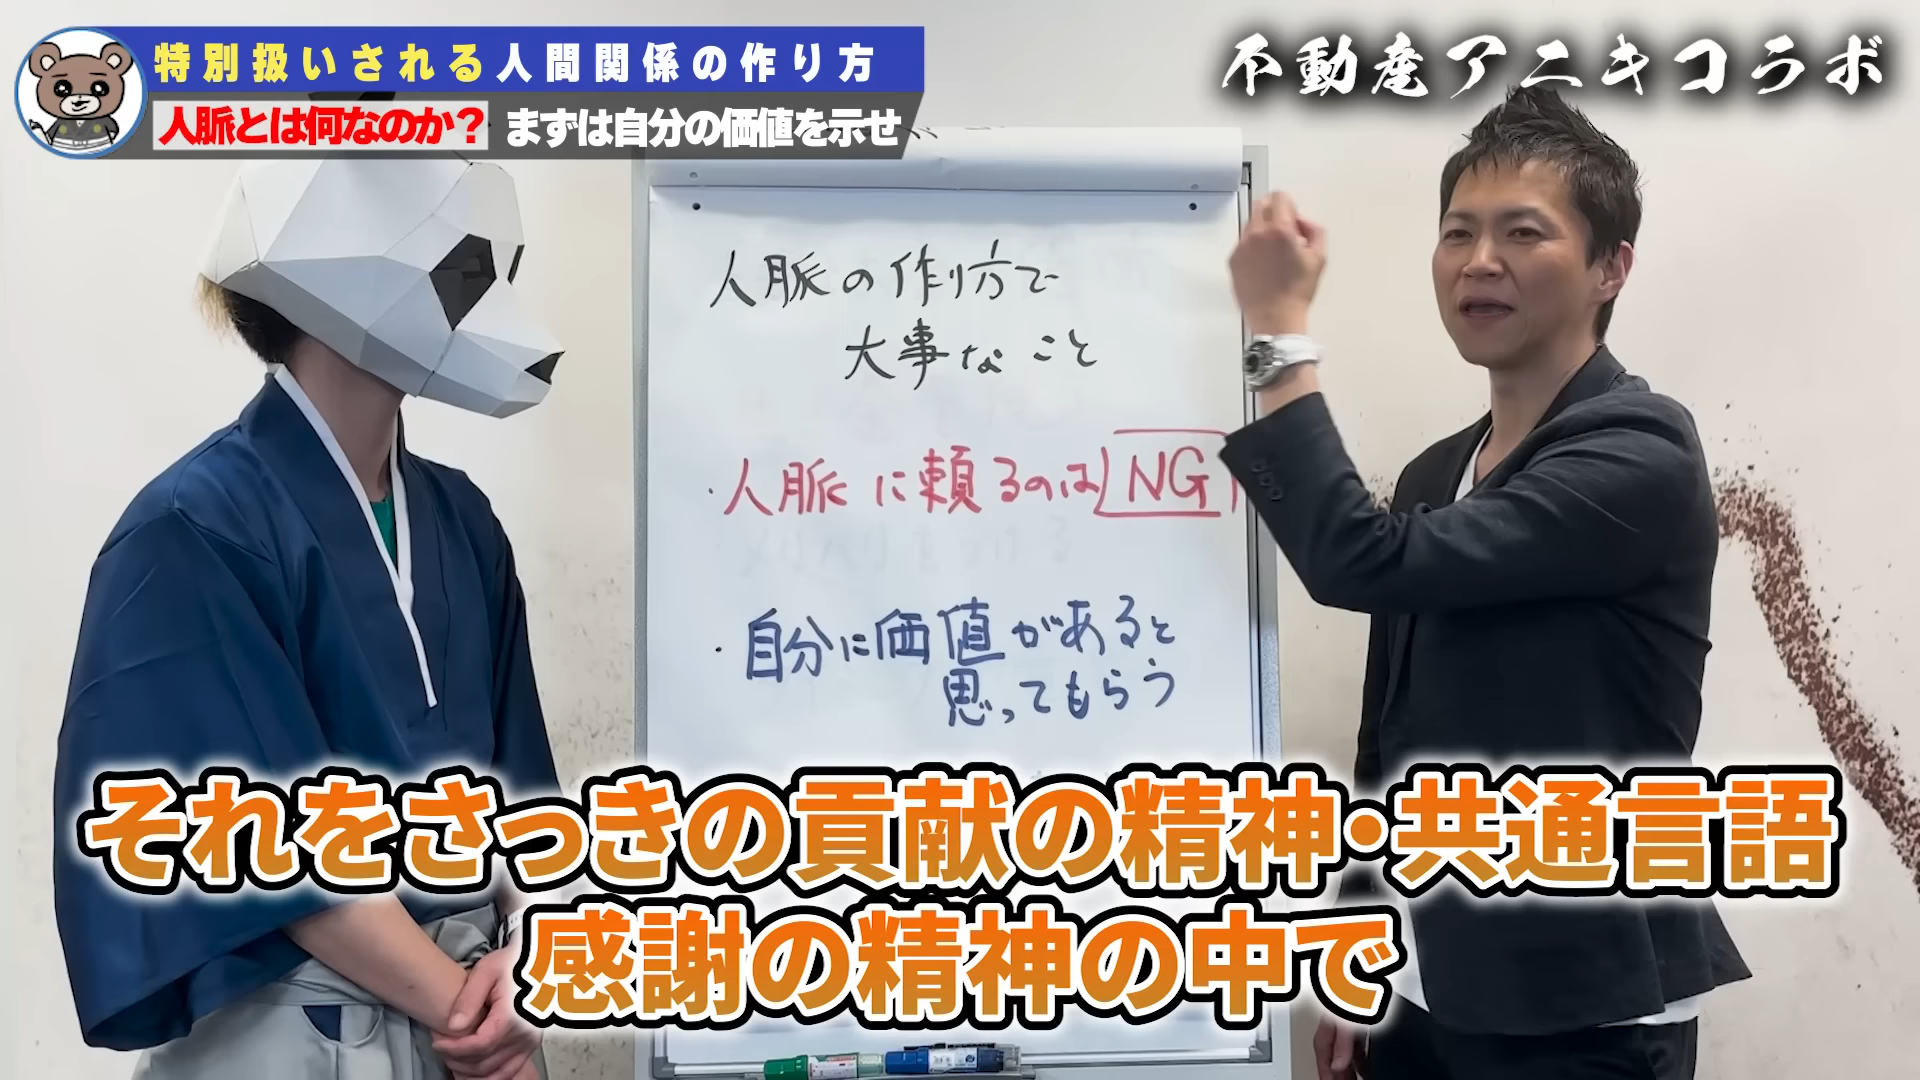 特別扱いされる人間関係の作り方
人脈とは何なのか? まずは自分の価値を示せ
不動産アニキコラボ
人脈の作り方で
大事なこと
・人脈に頼るのはNG
・自分に価値があると
思ってもらう
それをさっきの貢献の精神・共通言語
感謝の精神の中で